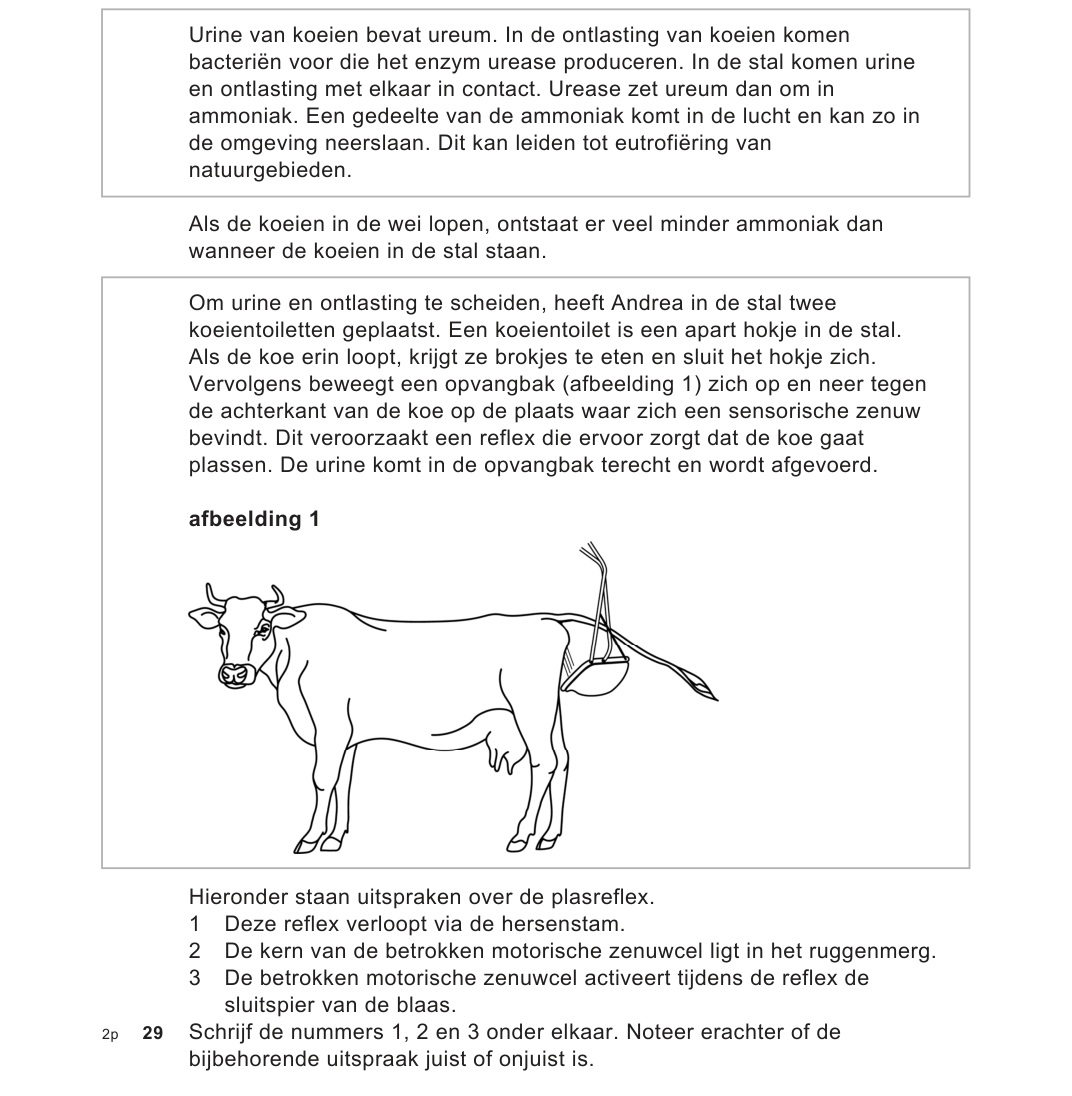 Urine van koeien bevat ureum. In de ontlasting van koeien komen
bacteriën voor die het enzym urease produceren. In de stal komen urine
en ontlasting met elkaar in contact. Urease zet ureum dan om in
ammoniak. Een gedeelte van de ammoniak komt in de lucht en kan zo in
de omgeving neerslaan. Dit kan leiden tot eutrofiëring van
natuurgebieden.
Als de koeien in de wei lopen, ontstaat er veel minder ammoniak dan
wanneer de koeien in de stal staan.
Om urine en ontlasting te scheiden, heeft Andrea in de stal twee
koeientoiletten geplaatst. Een koeientoilet is een apart hokje in de stal.
Als de koe erin loopt, krijgt ze brokjes te eten en sluit het hokje zich.
Vervolgens beweegt een opvangbak (afbeelding 1) zich op en neer tegen
de achterkant van de koe op de plaats waar zich een sensorische zenuw
bevindt. Dit veroorzaakt een reflex die ervoor zorgt dat de koe gaat
plassen. De urine komt in de opvangbak terecht en wordt afgevoerd.
afbeelding 1
Hieronder staan uitspraken over de plasreflex.
1 Deze reflex verloopt via de hersenstam.
2 De kern van de betrokken motorische zenuwcel ligt in het ruggenmerg.
3 De betrokken motorische zenuwcel activeert tijdens de reflex de
sluitspier van de blaas.
2p 29 Schrijf de nummers 1, 2 en 3 onder elkaar. Noteer erachter of de
bijbehorende uitspraak juist of onjuist is.